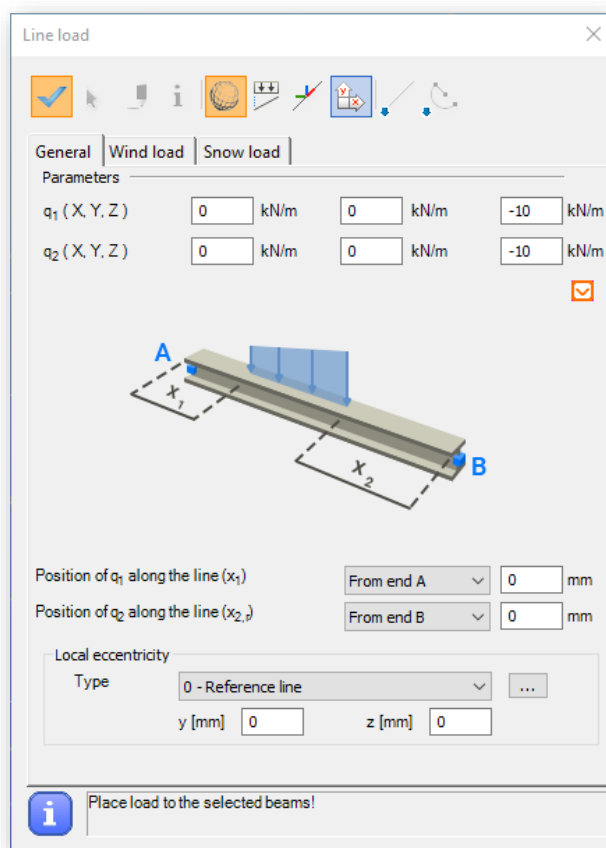 Line load
General Wind load Snow load
Parameters
q1 ( X, Y, Z ) 0 kN/m 0 kN/m -10 kN/m
q2 ( X, Y, Z ) 0 kN/m 0 kN/m -10 kN/m
A
X1
X2
B
Position of q1 along the line (x1) From end A 0 mm
Position of q2 along the line (x2,r) From end B 0 mm
Local eccentricity
Type 0 - Reference line ...
y [mm] 0 z [mm] 0
Place load to the selected beams!